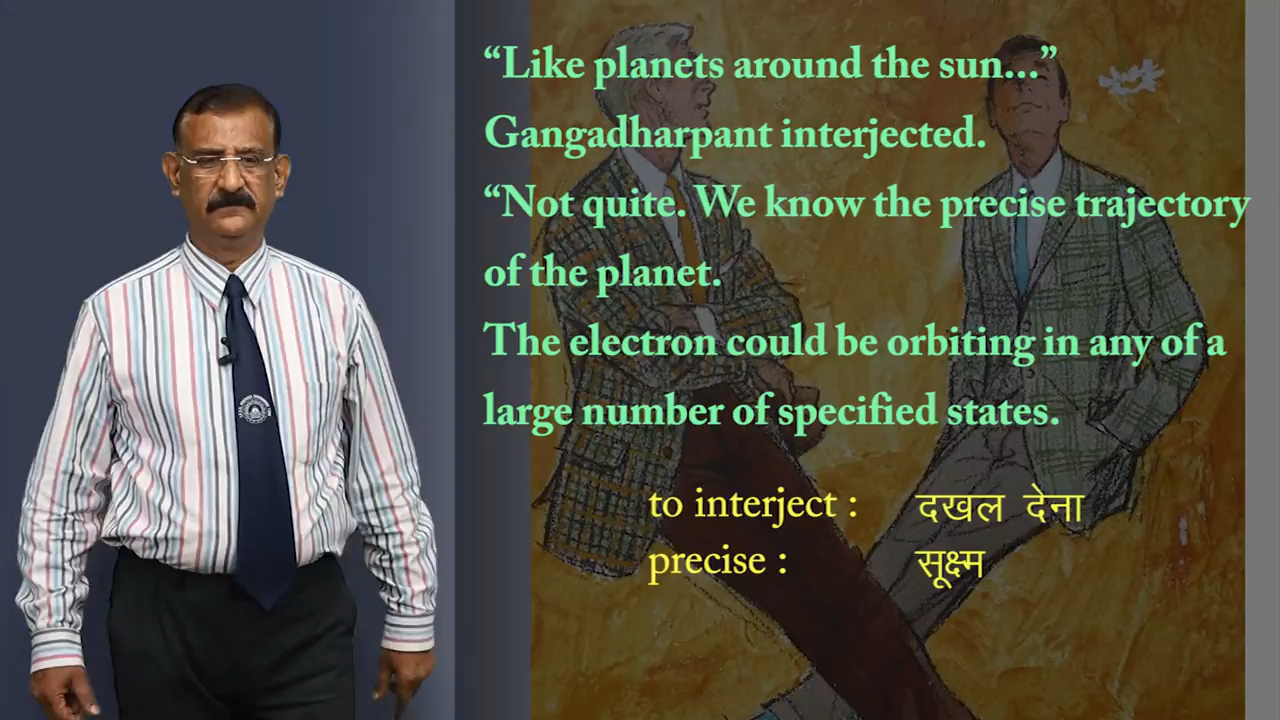 “Like planets around the sun...”
Gangadharpant interjected.
“Not quite. We know the precise trajectory
of the planet.
The electron could be orbiting in any of a
large number of specified states.
to interject : दखल देना
precise : सूक्ष्म